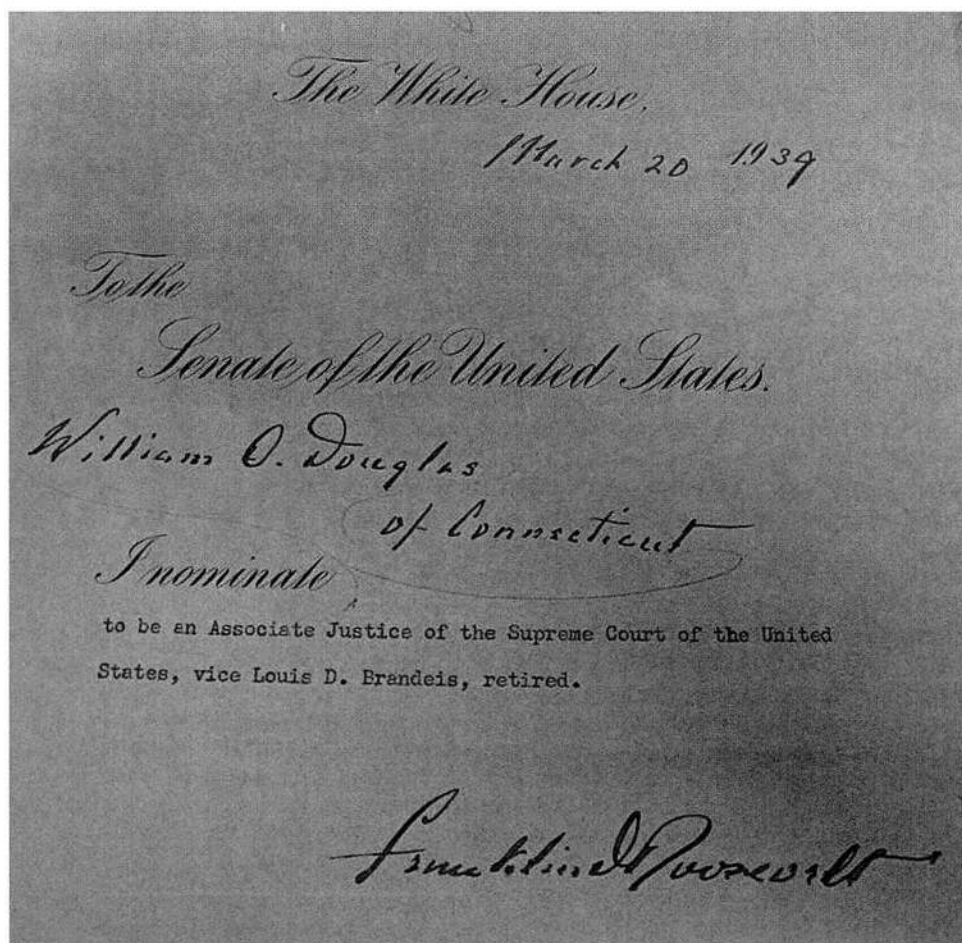 The White House,
March 20 1939
To the
Senate of the United States.
William O. Douglas
of Connecticut
I nominate
to be an Associate Justice of the Supreme Court of the United
States, vice Louis D. Brandeis, retired.
Franklin D Roosevelt